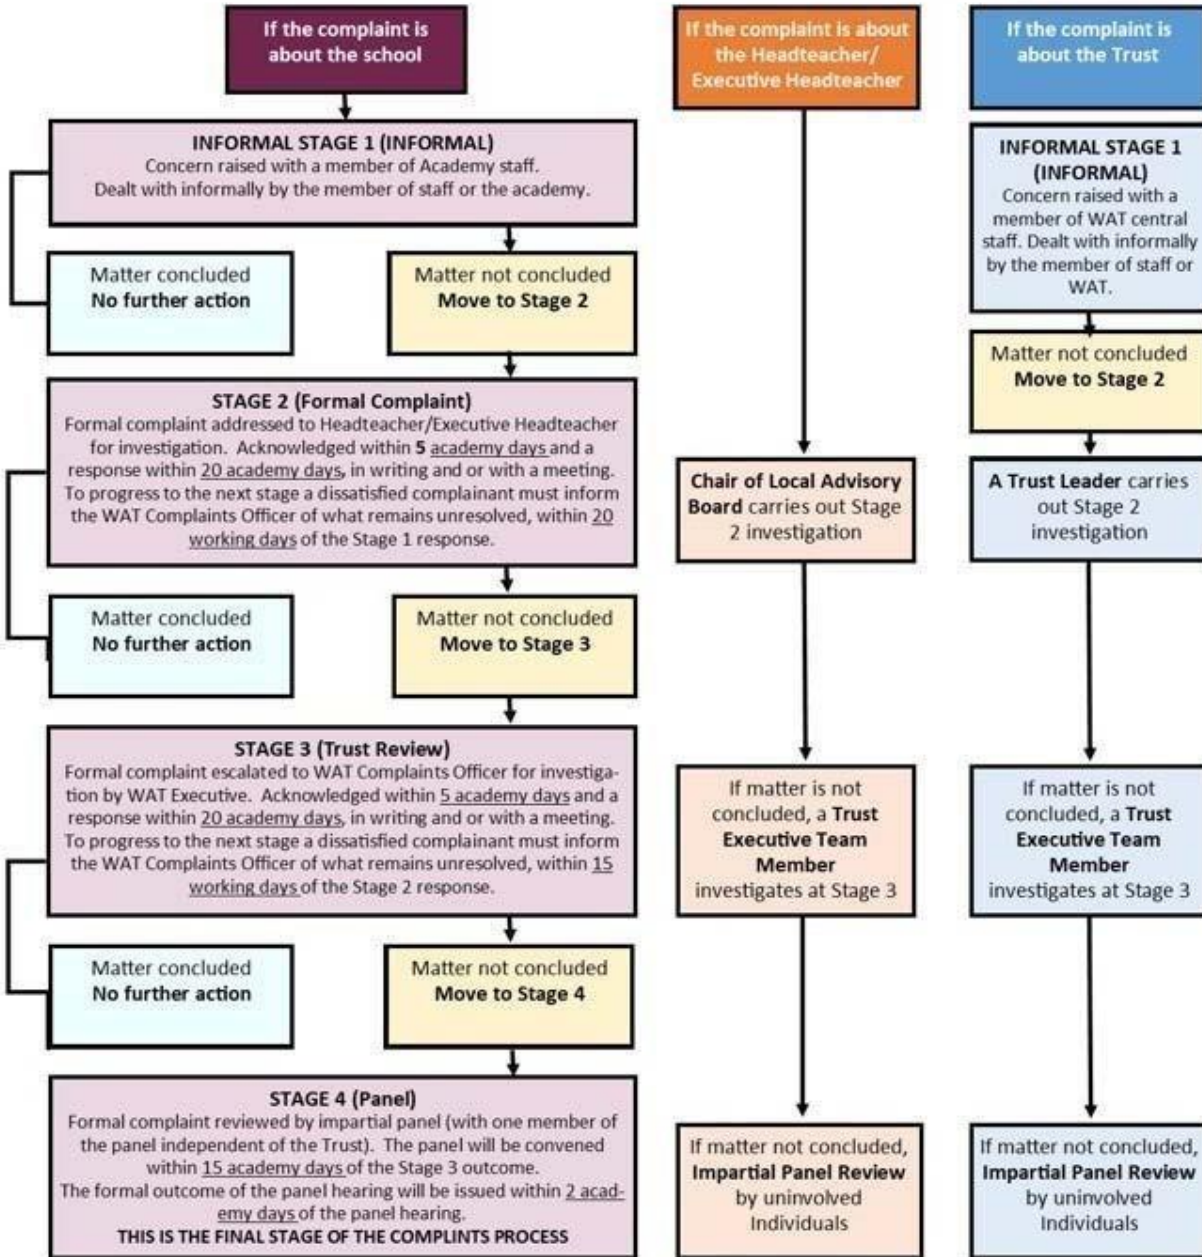 If the complaint is
about the school
INFORMAL STAGE 1 (INFORMAL)
Concern raised with a member of Academy staff.
Dealt with informally by the member of staff or the academy.
Matter concluded
No further action
Matter not concluded
Move to Stage 2
STAGE 2 (Formal Complaint)
Formal complaint addressed to Headteacher/Executive Headteacher
for investigation. Acknowledged within 5 academy days and a
response within 20 academy days, in writing and or with a meeting.
To progress to the next stage a dissatisfied complainant must inform
the WAT Complaints Officer of what remains unresolved, within 20
working days of the Stage 1 response.
Matter concluded
No further action
Matter not concluded
Move to Stage 3
STAGE 3 (Trust Review)
Formal complaint escalated to WAT Complaints Officer for investiga-
tion by WAT Executive. Acknowledged within 5 academy days and a
response within 20 academy days, in writing and or with a meeting.
To progress to the next stage a dissatisfied complainant must inform
the WAT Complaints Officer of what remains unresolved, within 15
working days of the Stage 2 response.
Matter concluded
No further action
Matter not concluded
Move to Stage 4
STAGE 4 (Panel)
Formal complaint reviewed by impartial panel (with one member of
the panel independent of the Trust). The panel will be convened
within 15 academy days of the Stage 3 outcome.
The formal outcome of the panel hearing will be issued within 2 acad-
emy days of the panel hearing.
THIS IS THE FINAL STAGE OF THE COMPLINTS PROCESS
If the complaint is about
the Headteacher/
Executive Headteacher
Chair of Local Advisory
Board carries out Stage
2 investigation
If matter is not
concluded, a Trust
Executive Team
Member
investigates at Stage 3
If matter not concluded,
Impartial Panel Review
by uninvolved
Individuals
If the complaint is
about the Trust
INFORMAL STAGE 1
(INFORMAL)
Concern raised with a
member of WAT central
staff. Dealt with informally
by the member of staff or
WAT.
Matter not concluded
Move to Stage 2
A Trust Leader carries
out Stage 2
investigation
If matter is not
concluded, a Trust
Executive Team
Member
investigates at Stage 3
If matter not concluded,
Impartial Panel Review
by uninvolved
Individuals